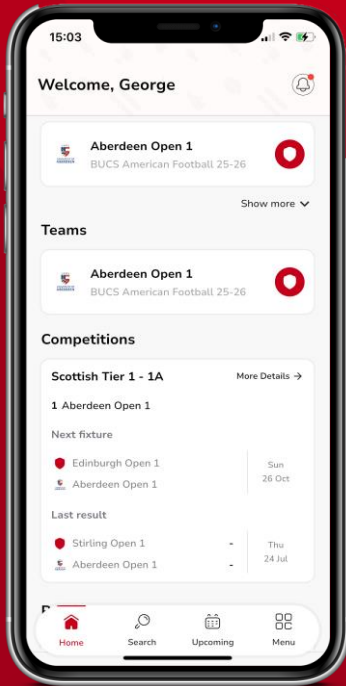 15:03
Welcome, George
Aberdeen Open 1
BUCS American Football 25-26
Show more
Teams
Aberdeen Open 1
BUCS American Football 25-26
Competitions
Scottish Tier 1 - 1A More Details →
1 Aberdeen Open 1
Next fixture
Edinburgh Open 1
Sun
Aberdeen Open 1
26 Oct
Last result
Stirling Open 1 -
Thu
Aberdeen Open 1 -
24 Jul
Home Search Upcoming Menu